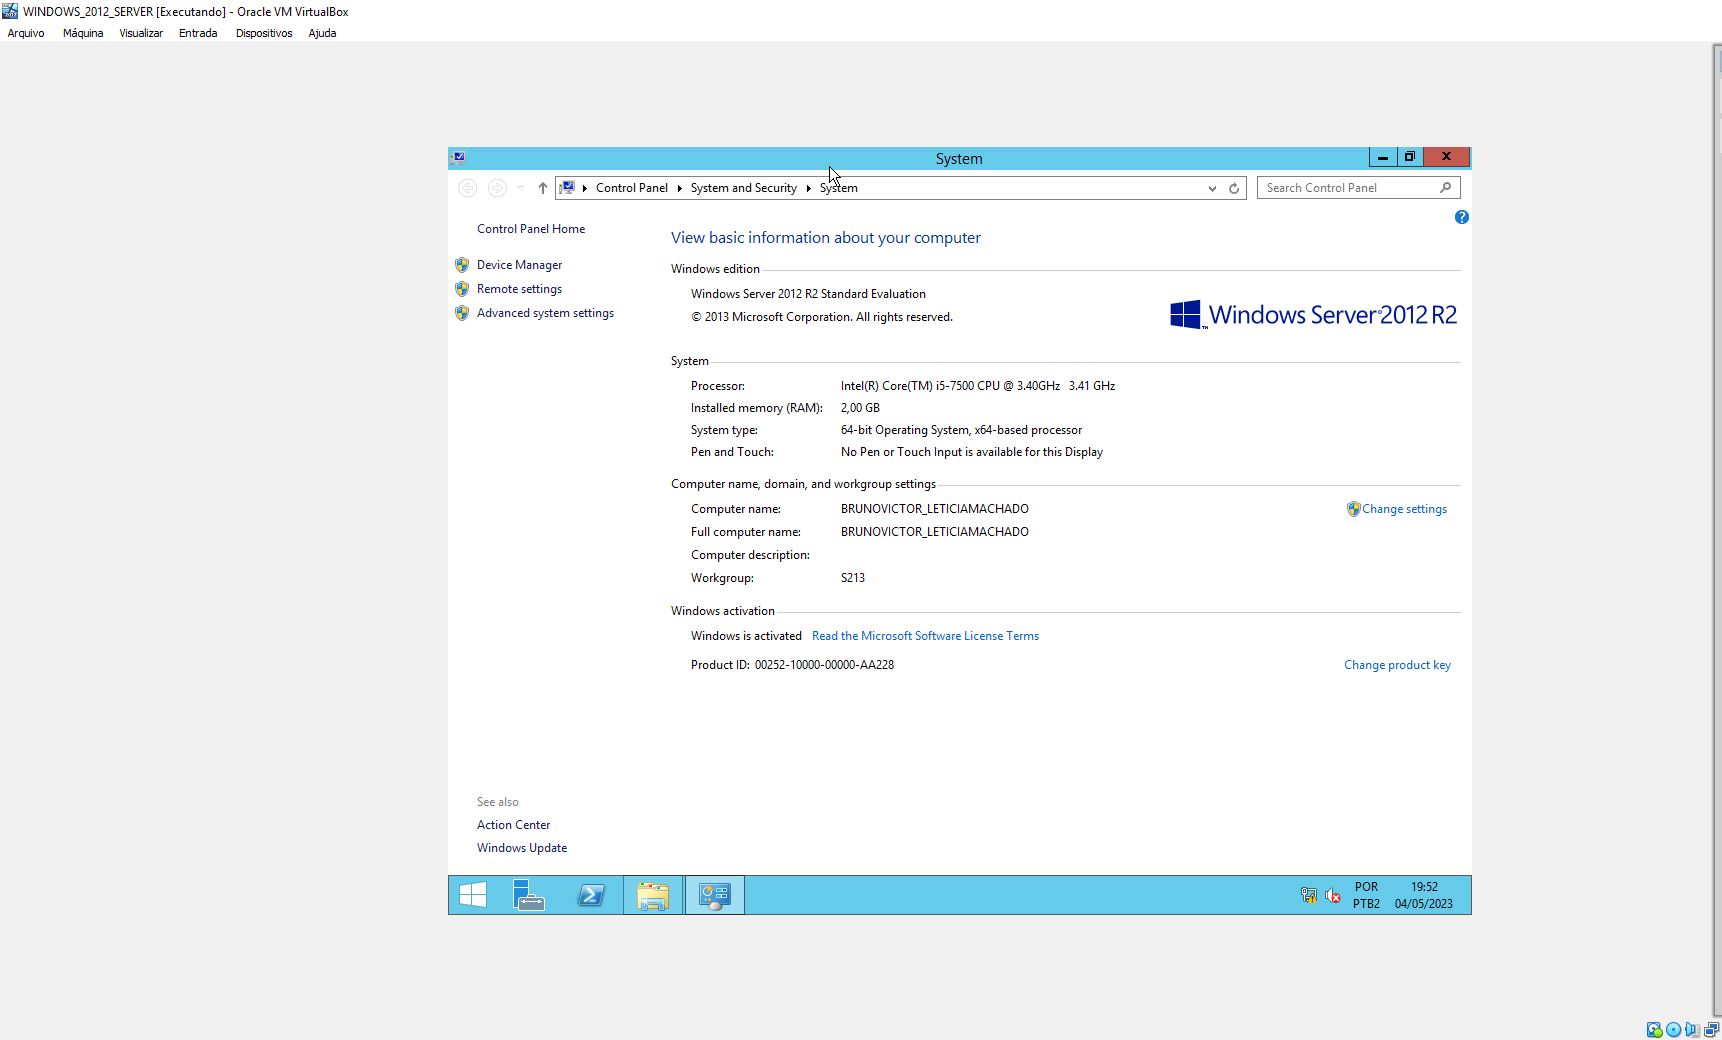 WINDOWS_2012_SERVER [Executando] - Oracle VM VirtualBox
Arquivo Máquina Visualizar Entrada Dispositivos Ajuda
System
Control Panel System and Security System
Search Control Panel
Control Panel Home
Device Manager
Remote settings
Advanced system settings
View basic information about your computer
Windows edition
Windows Server 2012 R2 Standard Evaluation
© 2013 Microsoft Corporation. All rights reserved.
Windows Server 2012 R2
System
Processor: Intel(R) Core(TM) i5-7500 CPU @ 3.40GHz 3.41 GHz
Installed memory (RAM): 2,00 GB
System type: 64-bit Operating System, x64-based processor
Pen and Touch: No Pen or Touch Input is available for this Display
Computer name, domain, and workgroup settings
Computer name: BRUNOVICTOR_LETICIAMACHADO Change settings
Full computer name: BRUNOVICTOR_LETICIAMACHADO
Computer description:
Workgroup: S213
Windows activation
Windows is activated Read the Microsoft Software License Terms
Product ID: 00252-10000-00000-AA228 Change product key
See also
Action Center
Windows Update
POR 19:52
PTB2 04/05/2023